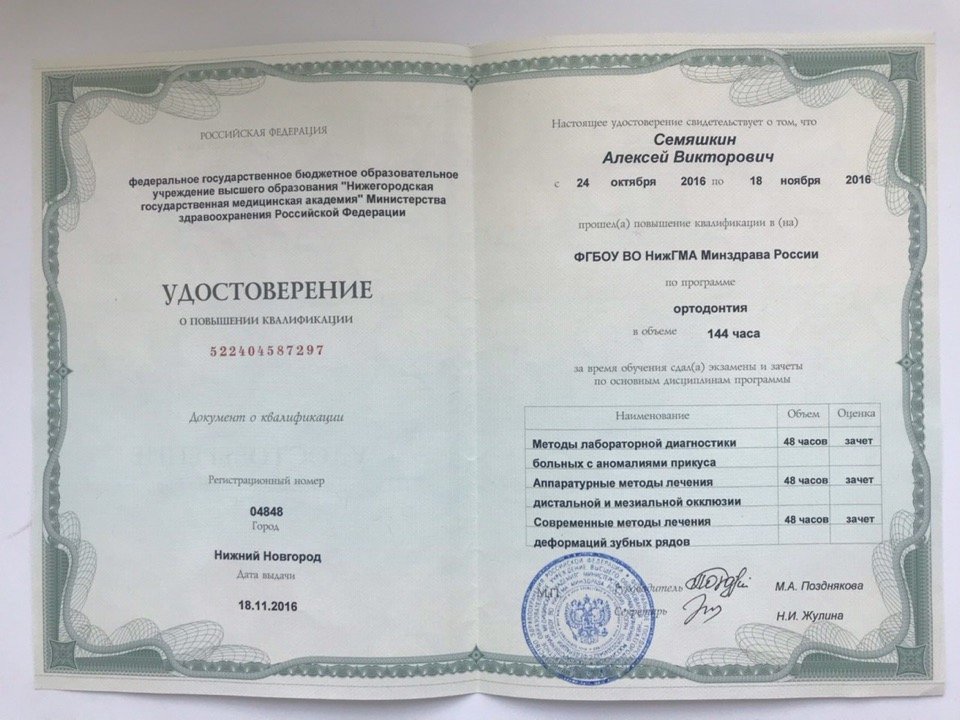 РОССИЙСКАЯ ФЕДЕРАЦИЯ
федеральное государственное бюджетное образовательное
учреждение высшего образования "Нижегородская
государственная медицинская академия" Министерства
здравоохранения Российской Федерации
УДОСТОВЕРЕНИЕ
О ПОВЫШЕНИИ КВАЛИФИКАЦИИ
522404587297
Документ о квалификации
Регистрационный номер
04848
Город
Нижний Новгород
Дата выдачи
18.11.2016
Настоящее удостоверение свидетельствует о том, что
Семяшкин
Алексей Викторович
с 24 октября 2016 по 18 ноября 2016
прошел(а) повышение квалификации в (на)
ФГБОУ ВО НижГМА Минздрава России
по программе
ортодонтия
в объеме 144 часа
за время обучения сдал(а) экзамены и зачеты
по основным дисциплинам программы
Наименование Объем Оценка
Методы лабораторной диагностики 48 часов зачет
больных с аномалиями прикуса
Аппаратурные методы лечения 48 часов зачет
дистальной и мезиальной окклюзии
Современные методы лечения 48 часов зачет
деформаций зубных рядов
М.П. Руководитель М.А. Позднякова
Секретарь Н.И. Жулина